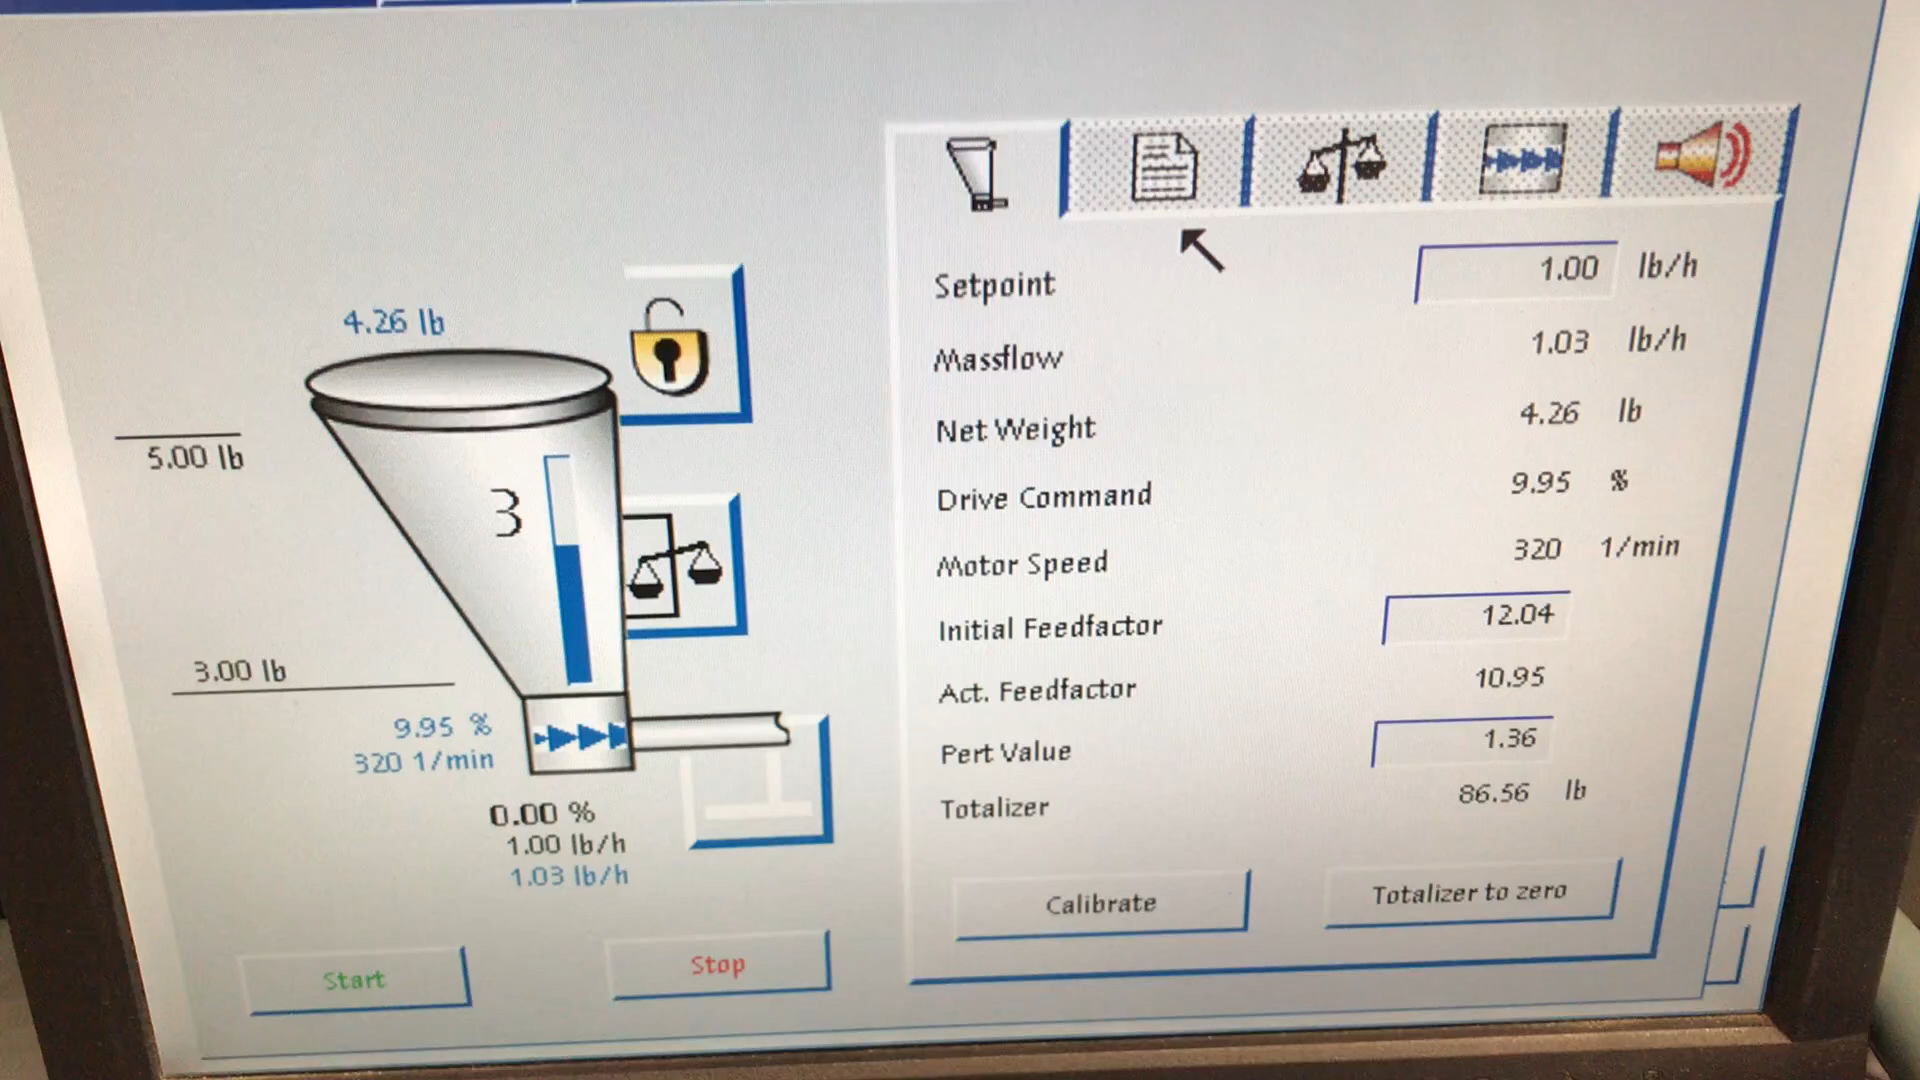 4.26 lb
5.00 lb
3
3.00 lb
9.95 %
320 1/min
0.00 %
1.00 lb/h
1.03 lb/h
Start
Stop
Setpoint 1.00 lb/h
Massflow 1.03 lb/h
Net Weight 4.26 lb
Drive Command 9.95 %
Motor Speed 320 1/min
Initial Feedfactor 12.04
Act. Feedfactor 10.95
Pert Value 1.36
Totalizer 86.56 lb
Calibrate
Totalizer to zero